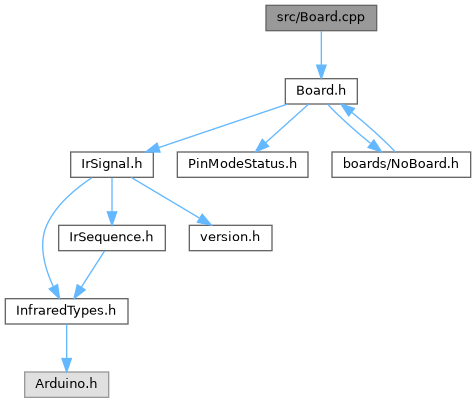 src/Board.cpp
Board.h
IrSignal.h
PinModeStatus.h
boards/NoBoard.h
IrSequence.h
version.h
InfraredTypes.h
Arduino.h